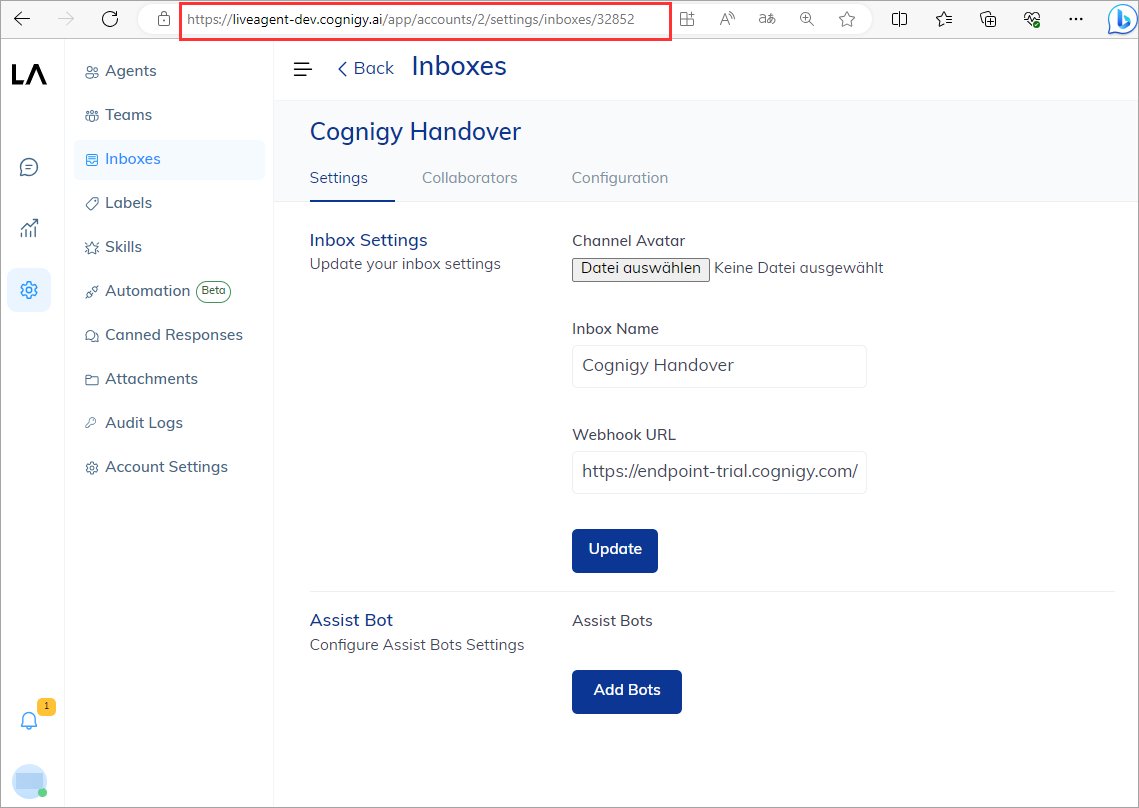 https://liveagent-dev.cognigy.ai/app/accounts/2/settings/inboxes/32852
LA
Agents
Teams
Inboxes
Labels
Skills
Automation Beta
Canned Responses
Attachments
Audit Logs
Account Settings
1
Back Inboxes
Cognigy Handover
Settings Collaborators Configuration
Inbox Settings
Update your inbox settings
Channel Avatar
Datei auswählen Keine Datei ausgewählt
Inbox Name
Cognigy Handover
Webhook URL
https://endpoint-trial.cognigy.com/
Update
Assist Bot
Configure Assist Bots Settings
Assist Bots
Add Bots